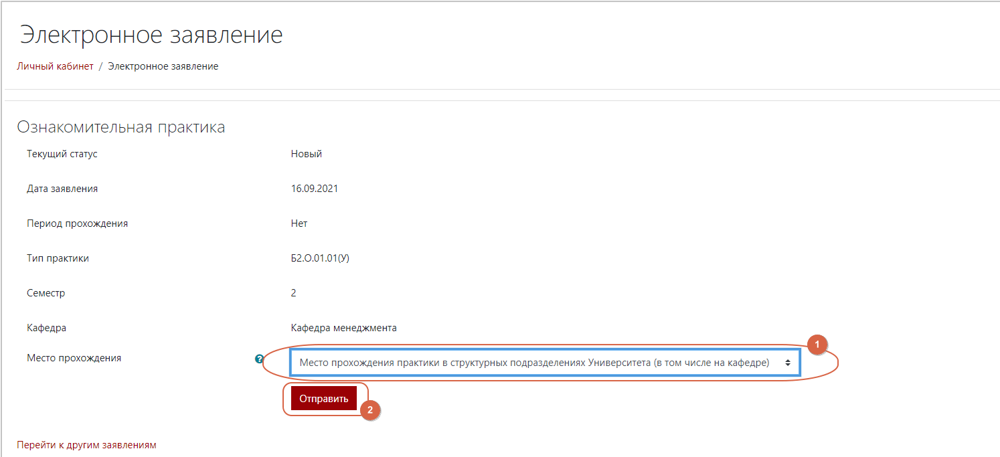 Электронное заявление
Личный кабинет / Электронное заявление
Ознакомительная практика
Текущий статус Новый
Дата заявления 16.09.2021
Период прохождения Нет
Тип практики Б2.О.01.01(У)
Семестр 2
Кафедра Кафедра менеджмента
1
Место прохождения ? Место прохождения практики в структурных подразделениях Университета (в том числе на кафедре)
Отправить
2
Перейти к другим заявлениям